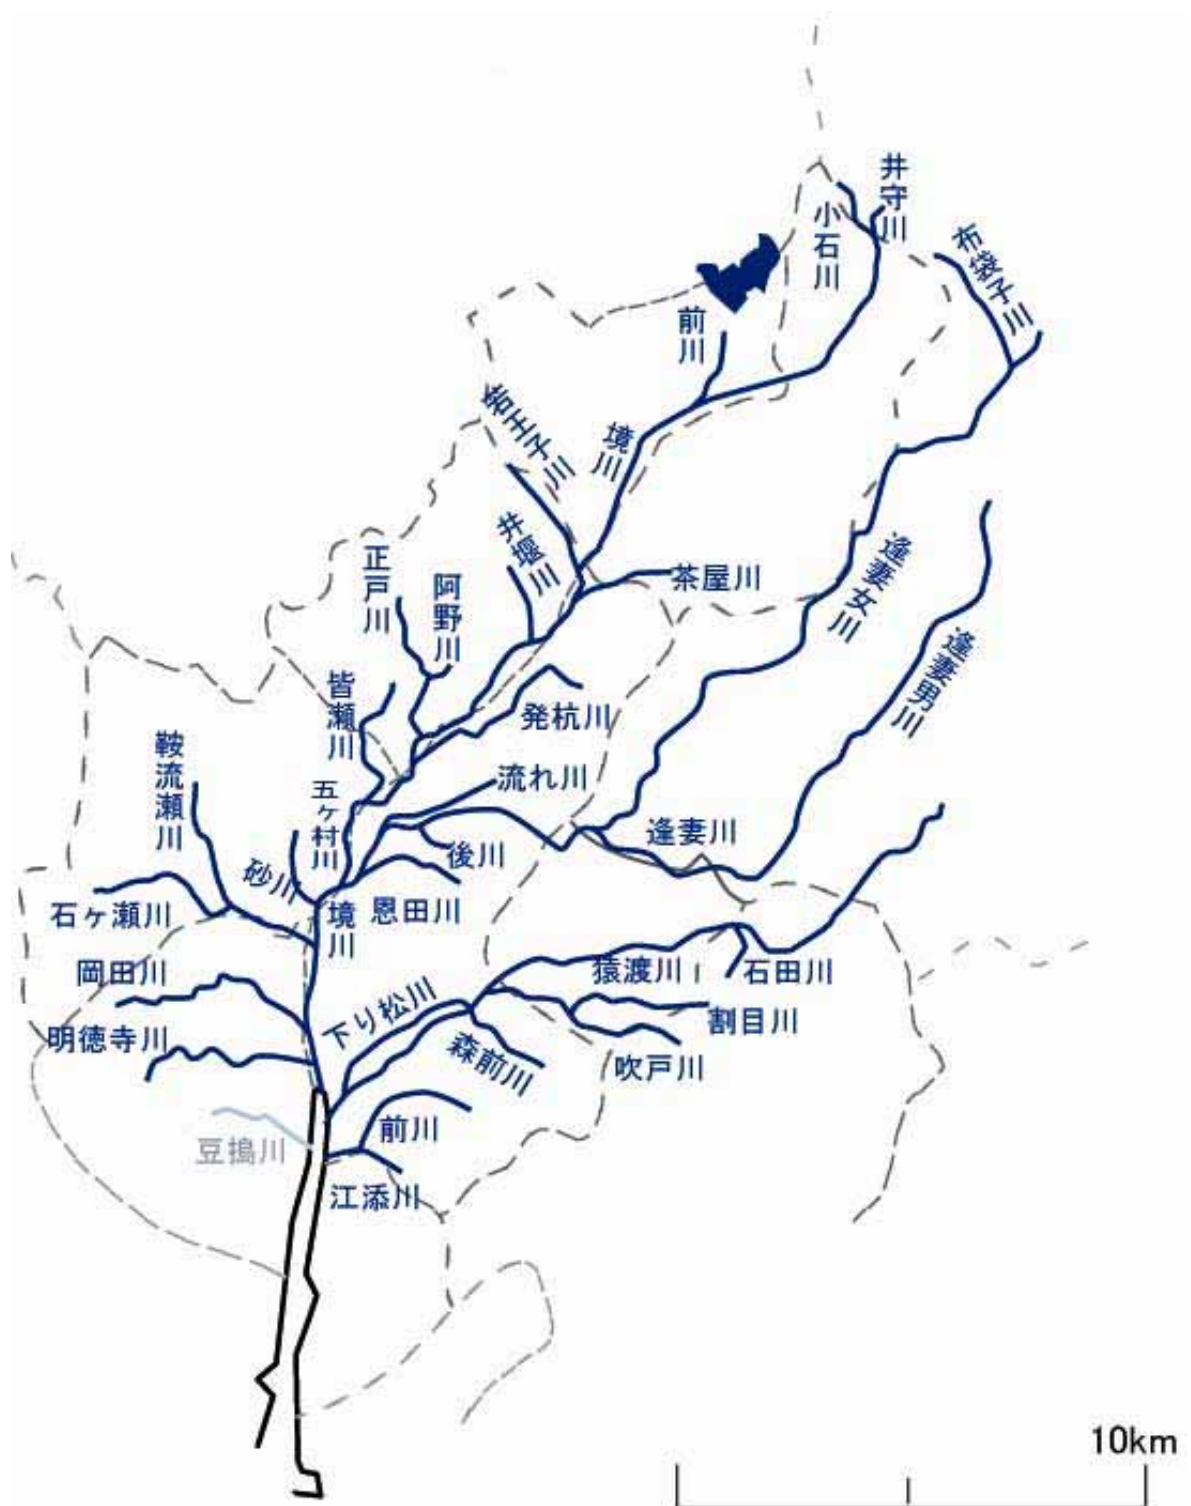 井守川
小石川
布袋子川
前川
若王子川
境川
井堰川
逢妻女川
正戸川
阿野川
茶屋川
逢妻男川
皆瀬川
発杭川
鞍流瀬川
流れ川
五ヶ村川
逢妻川
後川
砂川
石ヶ瀬川
境川
恩田川
岡田川
猿渡川
石田川
下り松川
割目川
明徳寺川
森前川
吹戸川
前川
豆搗川
江添川
10km